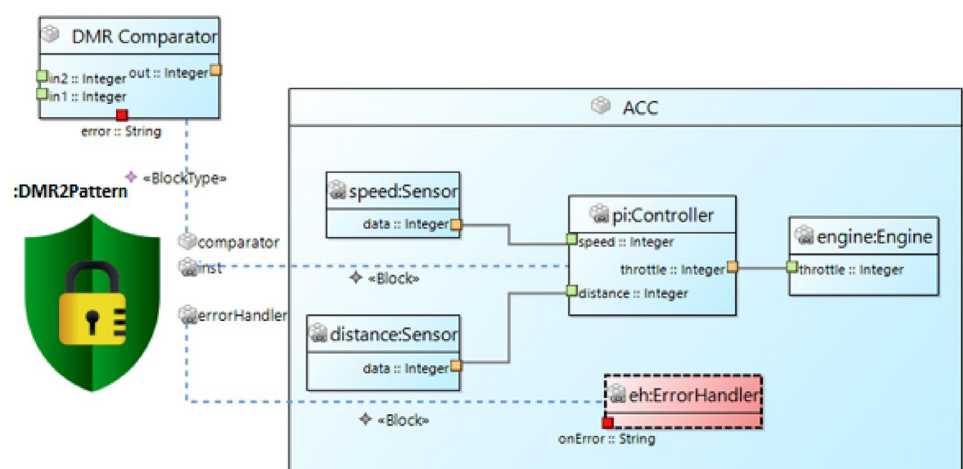 DMR Comparator
in2 :: Integer
out :: Integer
in1 :: Integer
error :: String
«BlockType»
:DMR2Pattern
comparator
inst
errorHandler
ACC
speed:Sensor
data :: Integer
«Block»
distance:Sensor
data :: Integer
«Block»
pi:Controller
speed :: Integer
throttle :: Integer
distance :: Integer
engine:Engine
throttle :: Integer
eh:ErrorHandler
onError :: String